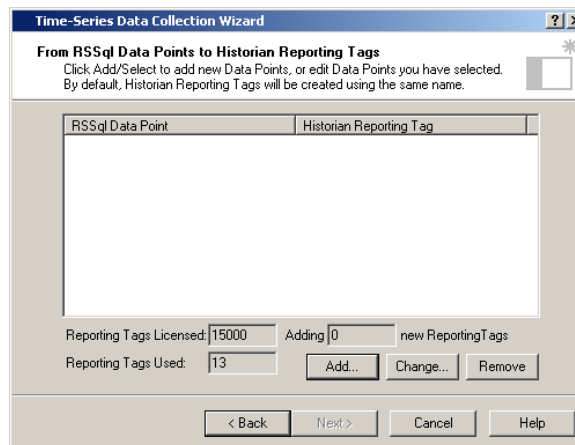 Time-Series Data Collection Wizard
From RSSql Data Points to Historian Reporting Tags
Click Add/Select to add new Data Points, or edit Data Points you have selected.
By default, Historian Reporting Tags will be created using the same name.
RSSql Data Point Historian Reporting Tag
Reporting Tags Licensed: 15000 Adding 0 new ReportingTags
Reporting Tags Used: 13 Add... Change... Remove
< Back Next > Cancel Help